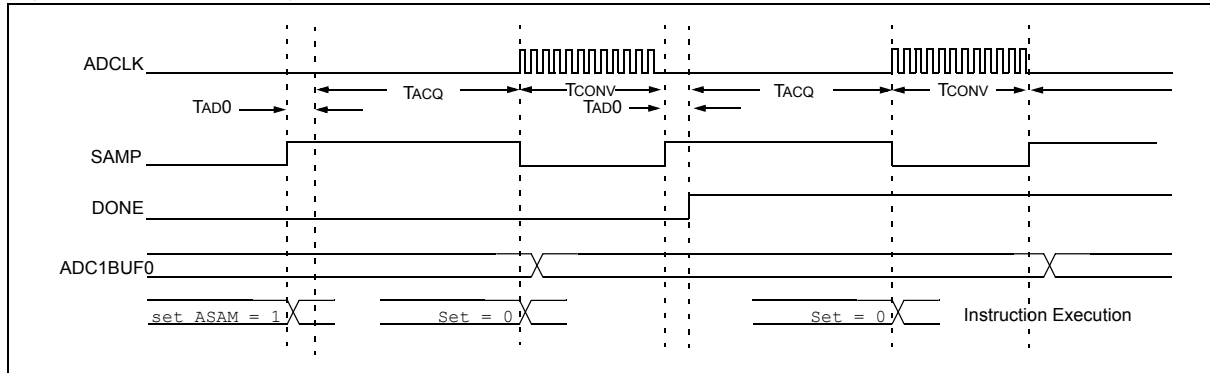 ADCLK
TACQ
TCONV
TACQ
TCONV
TAD0
TAD0
SAMP
DONE
ADC1BUF0
set ASAM = 1
Set = 0
Set = 0
Instruction Execution